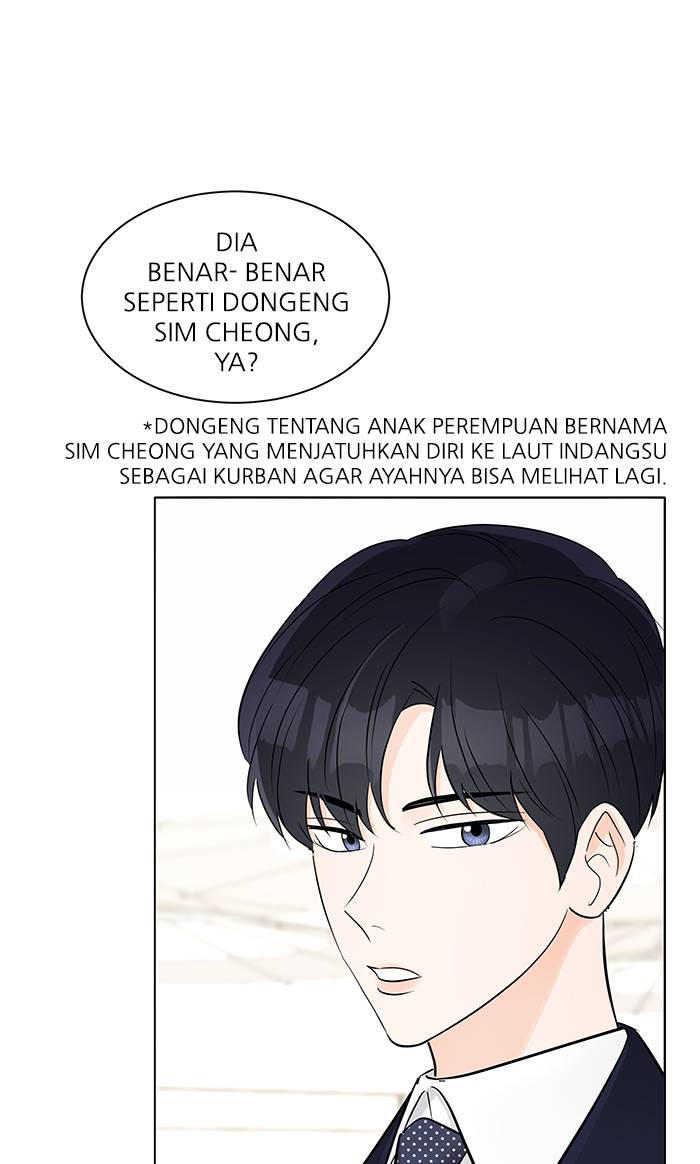 DIA
BENAR- BENAR
SEPERTI DONGENG
SIM CHEONG,
YA?
*DONGENG TENTANG ANAK PEREMPUAN BERNAMA
SIM CHEONG YANG MENJATUHKAN DIRI KE LAUT INDANGSU
SEBAGAI KURBAN AGAR AYAHNYA BISA MELIHAT LAGI.